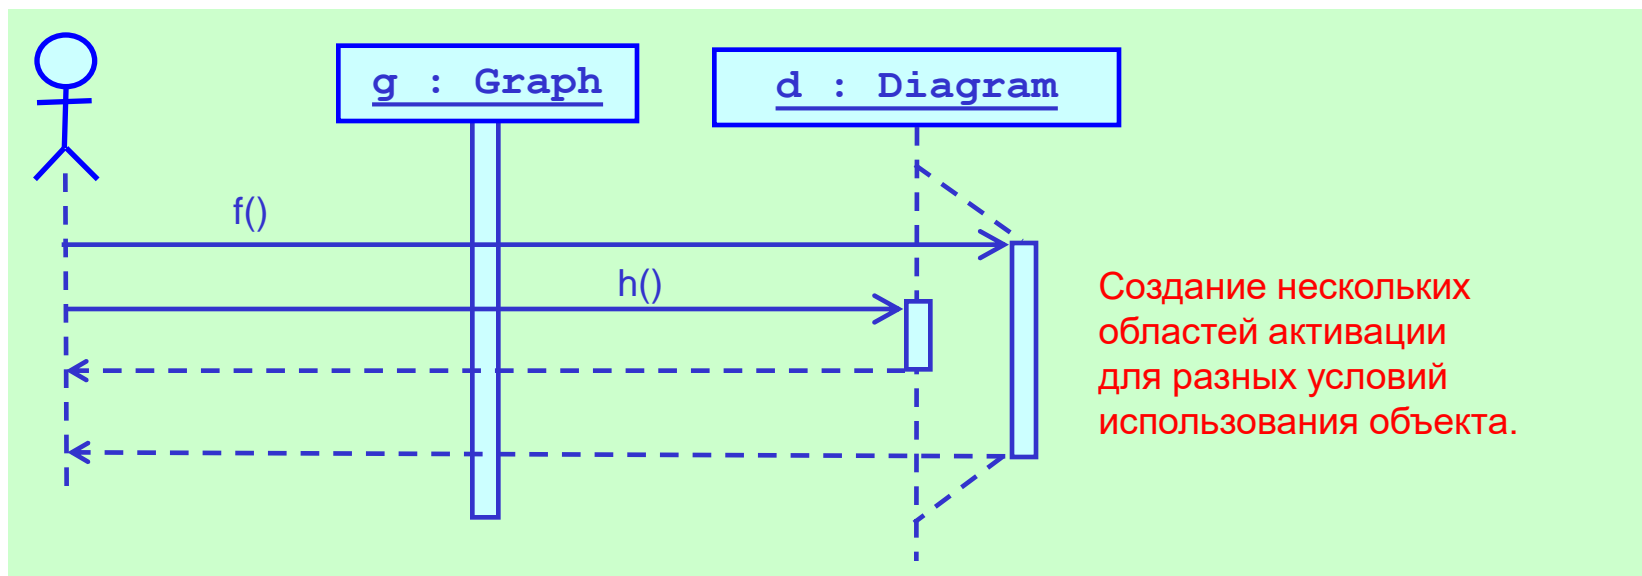 g : Graph
d : Diagram
f()
h()
Создание нескольких
областей активации
для разных условий
использования объекта.